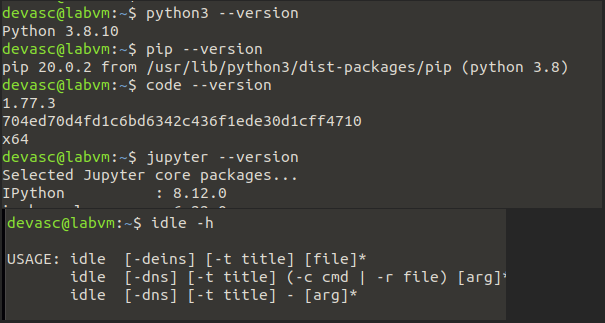 devasc@labvm:~$ python3 --version
Python 3.8.10
devasc@labvm:~$ pip --version
pip 20.0.2 from /usr/lib/python3/dist-packages/pip (python 3.8)
devasc@labvm:~$ code --version
1.77.3
704ed70d4fd1c6bd6342c436f1ede30d1cff4710
x64
devasc@labvm:~$ jupyter --version
Selected Jupyter core packages...
IPython          : 8.12.0
devasc@labvm:~$ idle -h
USAGE: idle  [-deins] [-t title] [file]*
       idle  [-dns] [-t title] (-c cmd | -r file) [arg]*
       idle  [-dns] [-t title] - [arg]*